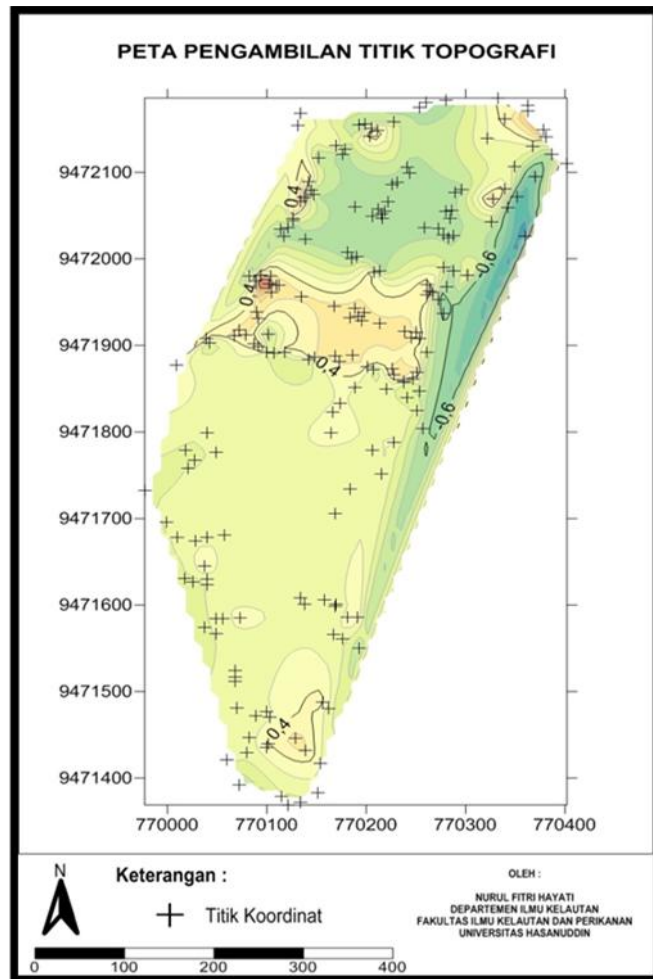 PETA PENGAMBILAN TITIK TOPOGRAFI
9472100
9472000
9471900
9471800
9471700
9471600
9471500
9471400
0,4
-0,6
0,4
0,4
-0,6
0,4
770000 770100 770200 770300 770400
N
Keterangan :
Titik Koordinat
0 100 200 300 400
OLEH :
NURUL FITRI HAYATI
DEPARTEMEN ILMU KELAUTAN
FAKULTAS ILMU KELAUTAN DAN PERIKANAN
UNIVERSITAS HASANUDDIN